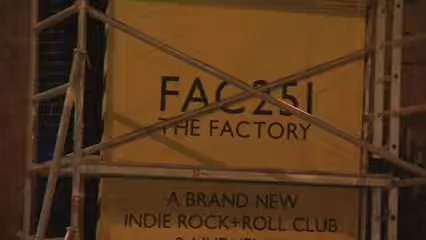 FAC251
THE FACTORY
A BRAND NEW
INDIE ROCK+ROLL CLUB